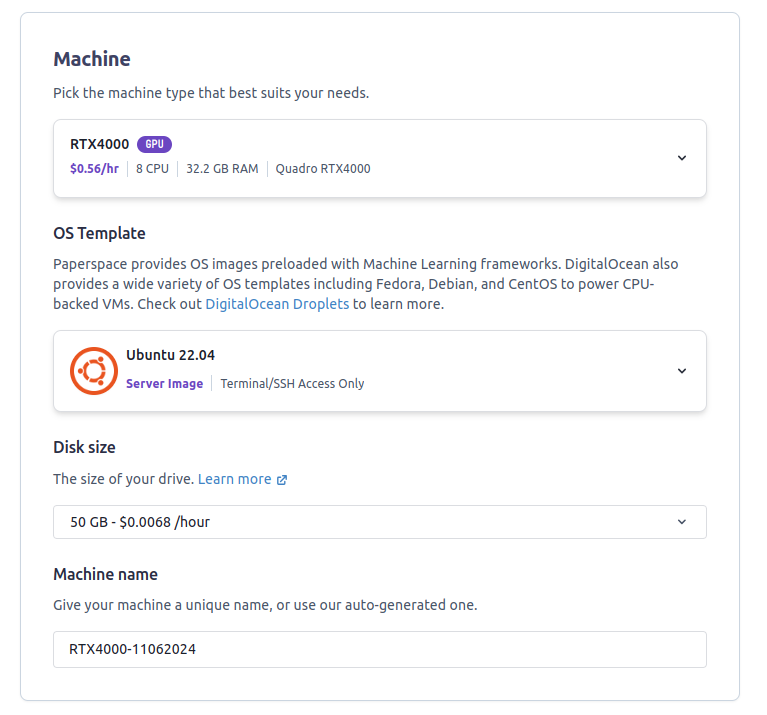 Machine
Pick the machine type that best suits your needs.
RTX4000 GPU
$0.56/hr 8 CPU 32.2 GB RAM Quadro RTX4000
OS Template
Paperspace provides OS images preloaded with Machine Learning frameworks. DigitalOcean also
provides a wide variety of OS templates including Fedora, Debian, and CentOS to power CPU-
backed VMs. Check out DigitalOcean Droplets to learn more.
Ubuntu 22.04
Server Image Terminal/SSH Access Only
Disk size
The size of your drive. Learn more
50 GB - $0.0068 /hour
Machine name
Give your machine a unique name, or use our auto-generated one.
RTX4000-11062024